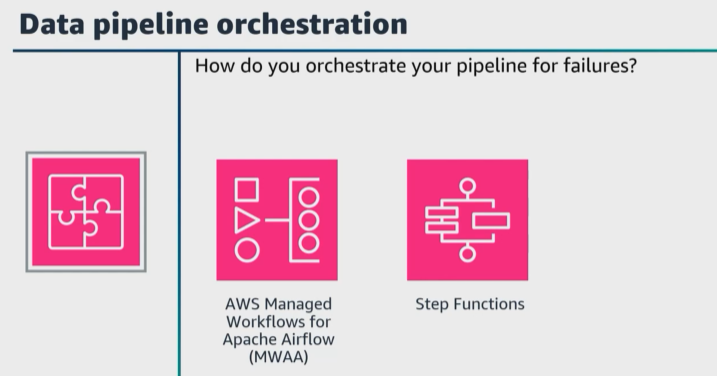 Data pipeline orchestration
How do you orchestrate your pipeline for failures?
AWS Managed
Workflows for
Apache Airflow
(MWAA)
Step Functions